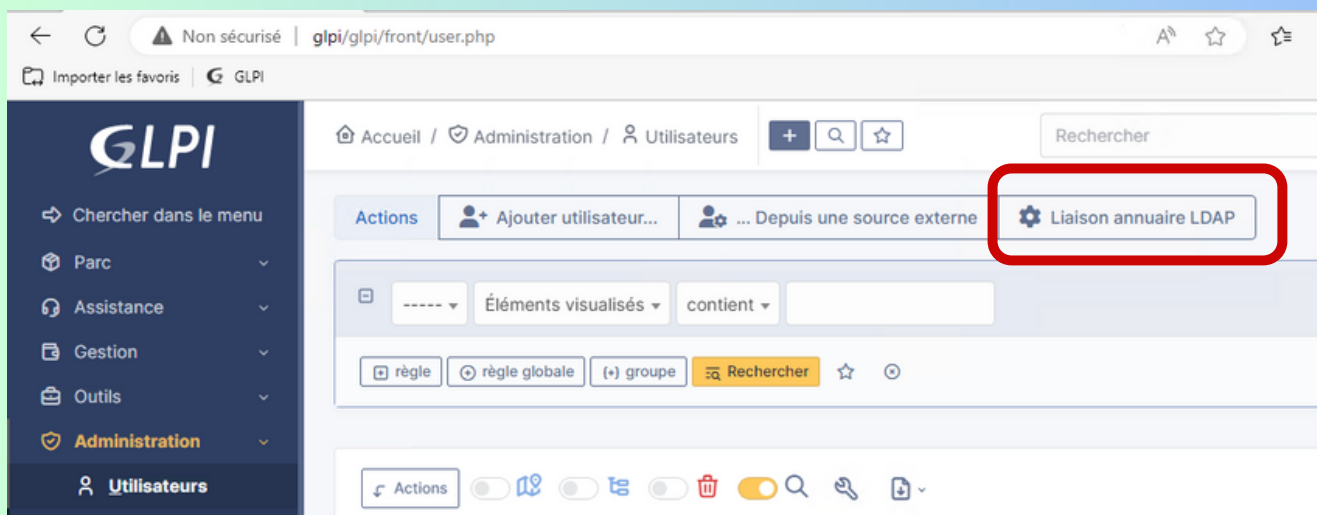 Non sécurisé | glpi/glpi/front/user.php
Importer les favoris GLPI
GLPI
Accueil / Administration / Utilisateurs
Rechercher
Chercher dans le menu
Parc
Assistance
Gestion
Outils
Administration
Utilisateurs
Actions Ajouter utilisateur... ... Depuis une source externe Liaison annuaire LDAP
----- Éléments visualisés contient
règle règle globale (+) groupe Rechercher
Actions